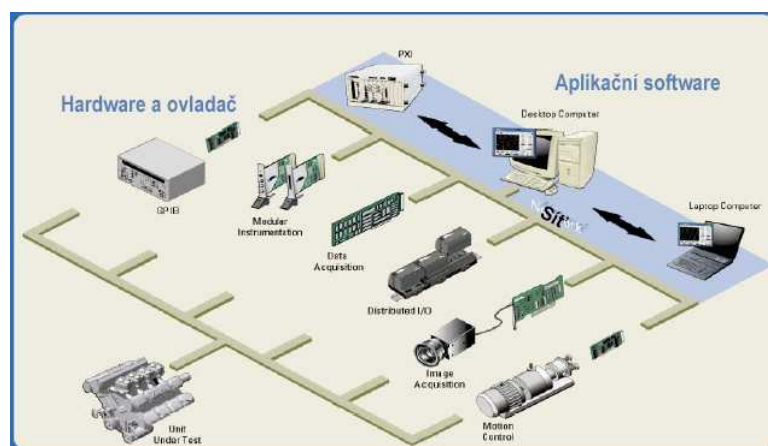 PXI
Aplikační software
Hardware a ovladač
Desktop Computer
GPIB
Modular
Instrumentation
Síť
Laptop Computer
Data
Acquisition
Distributed I/O
Image
Acquisition
Unit
Under Test
Motion
Control